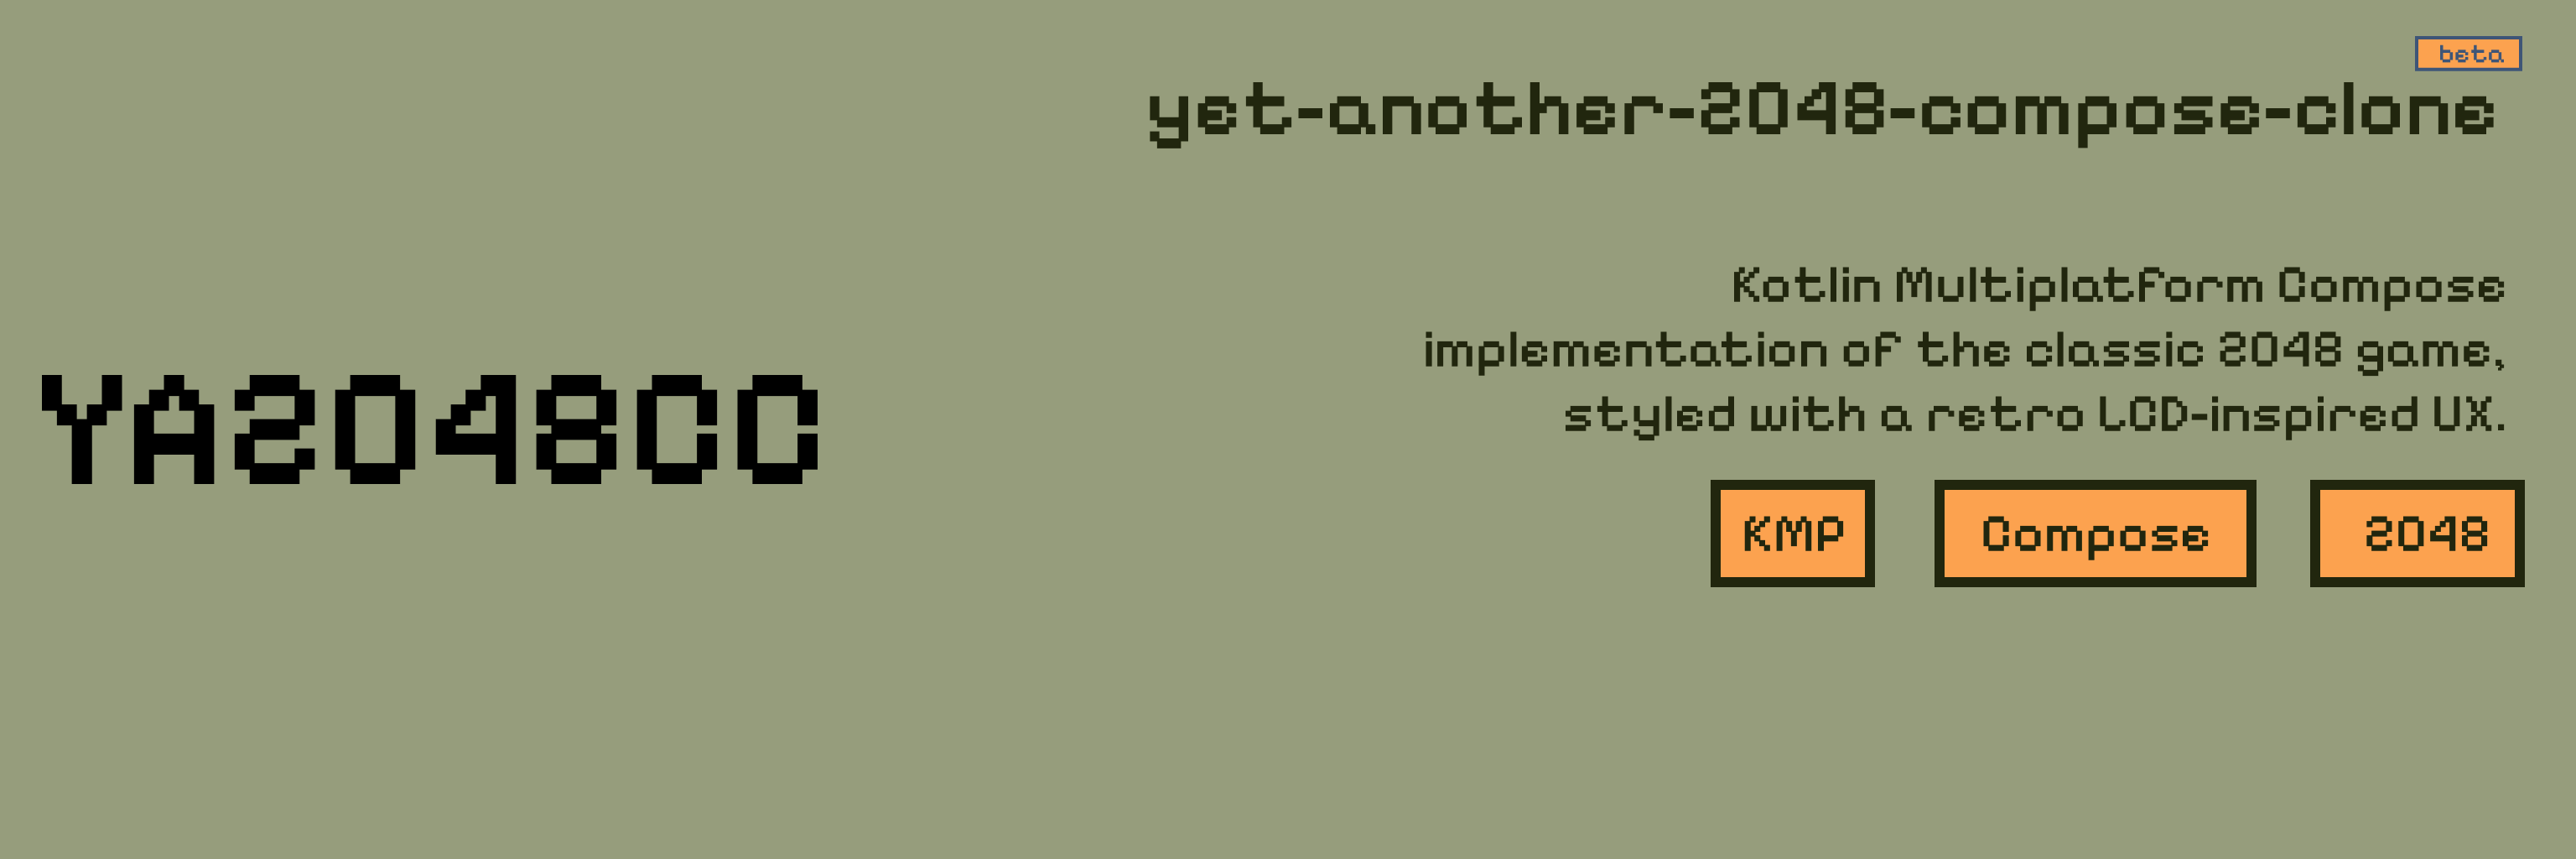 YA2048CC
beta
yet-another-2048-compose-clone
Kotlin Multiplatform Compose
implementation of the classic 2048 game,
styled with a retro LCD-inspired UX.
KMP
Compose
2048